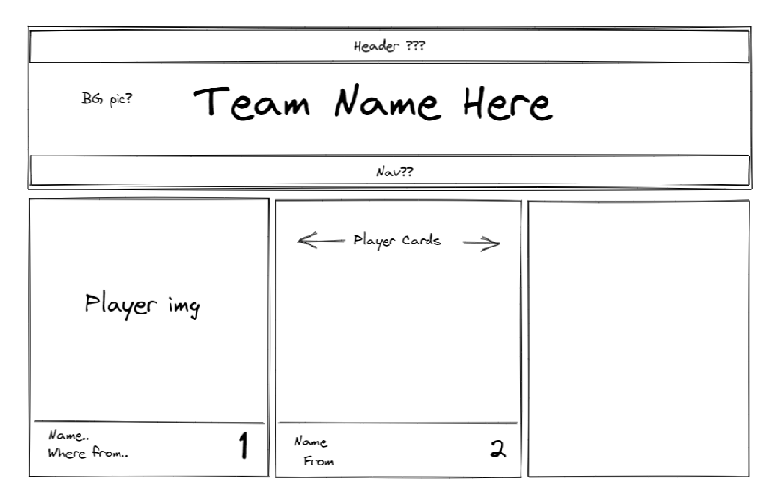 Header ???
BG pic?
Team Name Here
Nav??
Player img
Player Cards
Name..
Where from..
1
Name
From
2